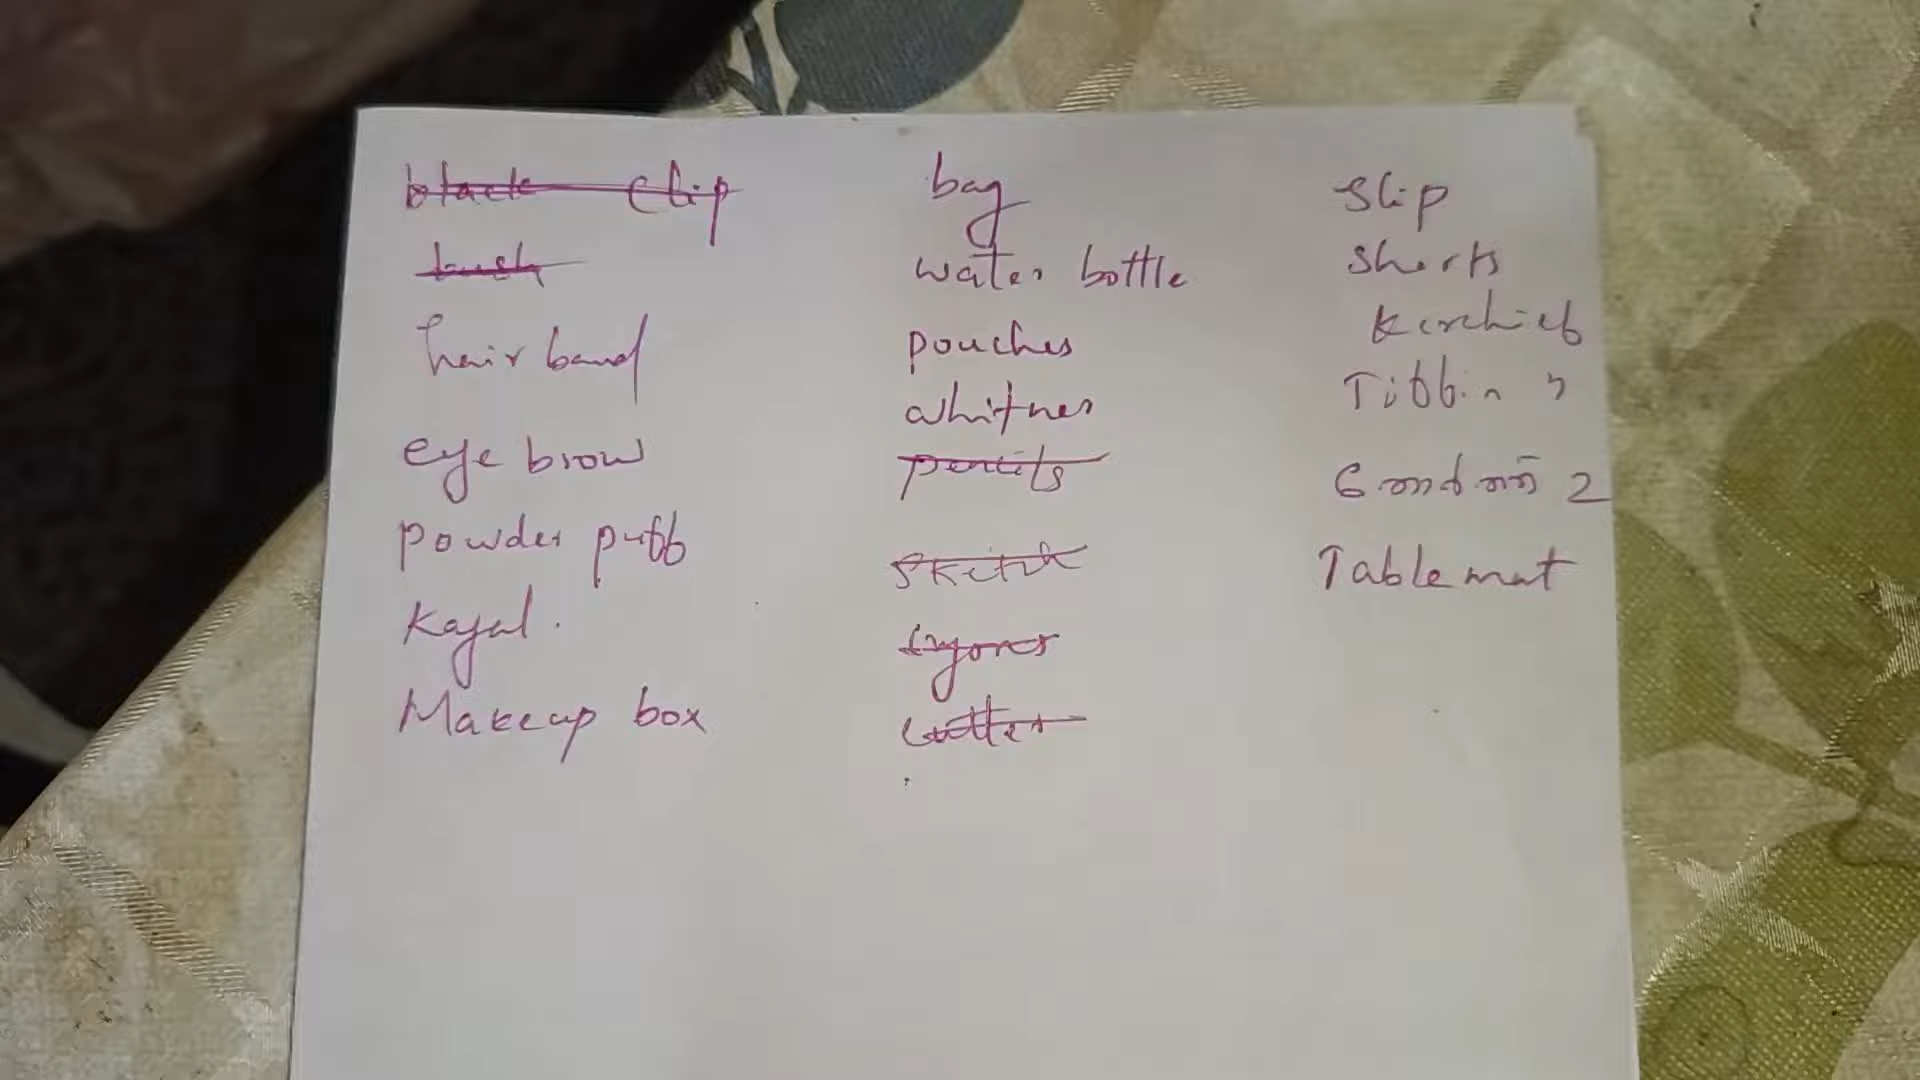 black clip
hair band
eye brow
powder puff
Kajal.
Makeup box
bag
water bottle
pouches
whitner
pencils
sketch
slip
shorts
Kerchief
Tiffin
2
Table mat